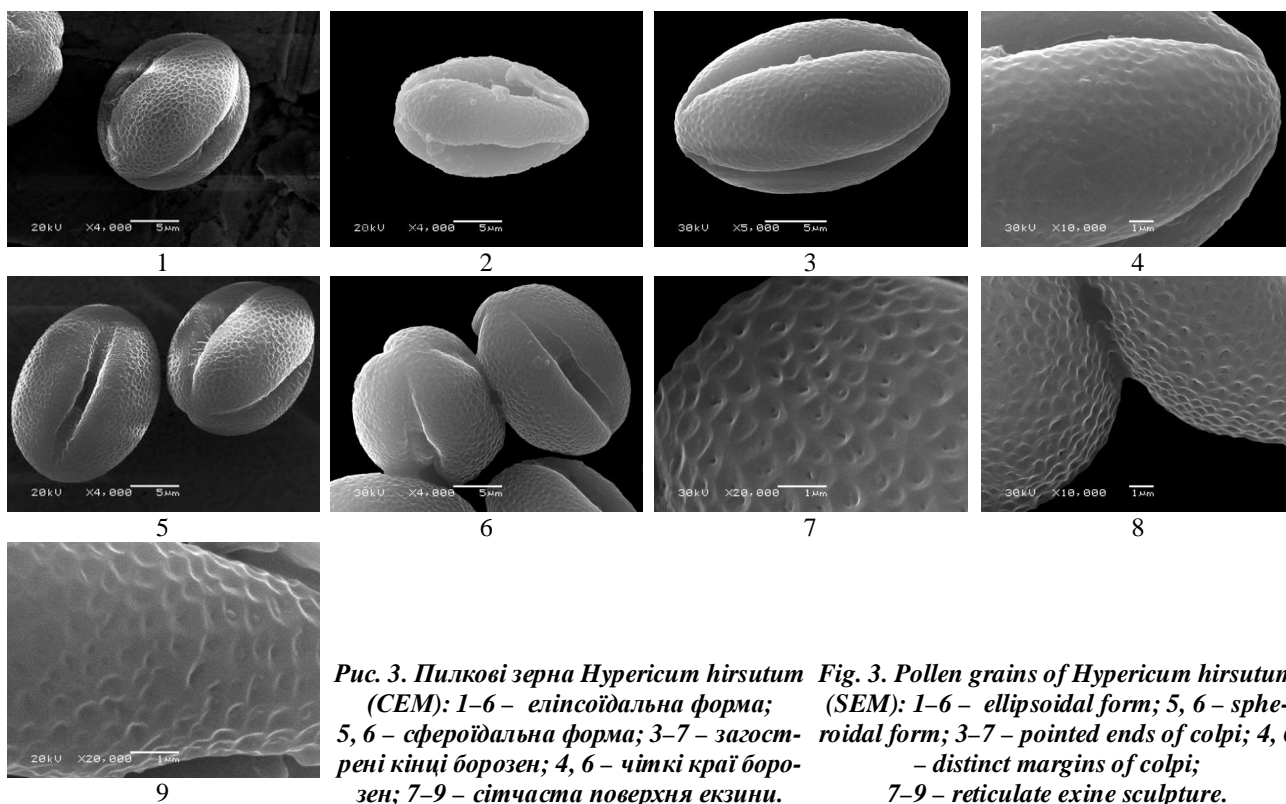 20kV X4,000 5μm
20kV X4,000 5μm
30kV X5,000 5μm
30kV X10,000 1μm
1
2
3
4
20kV X4,000 5μm
30kV X4,000 5μm
30kV X20,000 1μm
30kV X10,000 1μm
5
6
7
8
20kV X20,000 1μm
9
Рис. 3. Пилкові зерна Hypericum hirsutum
(СЕМ): 1–6 – еліпсоїдальна форма;
5, 6 – сфероїдальна форма; 3–7 – загост-
рені кінці борозен; 4, 6 – чіткі краї боро-
зен; 7–9 – сітчаста поверхня екзини.
Fig. 3. Pollen grains of Hypericum hirsutum
(SEM): 1–6 – ellipsoidal form; 5, 6 – sphe-
roidal form; 3–7 – pointed ends of colpi; 4, 6
– distinct margins of colpi;
7–9 – reticulate exine sculpture.